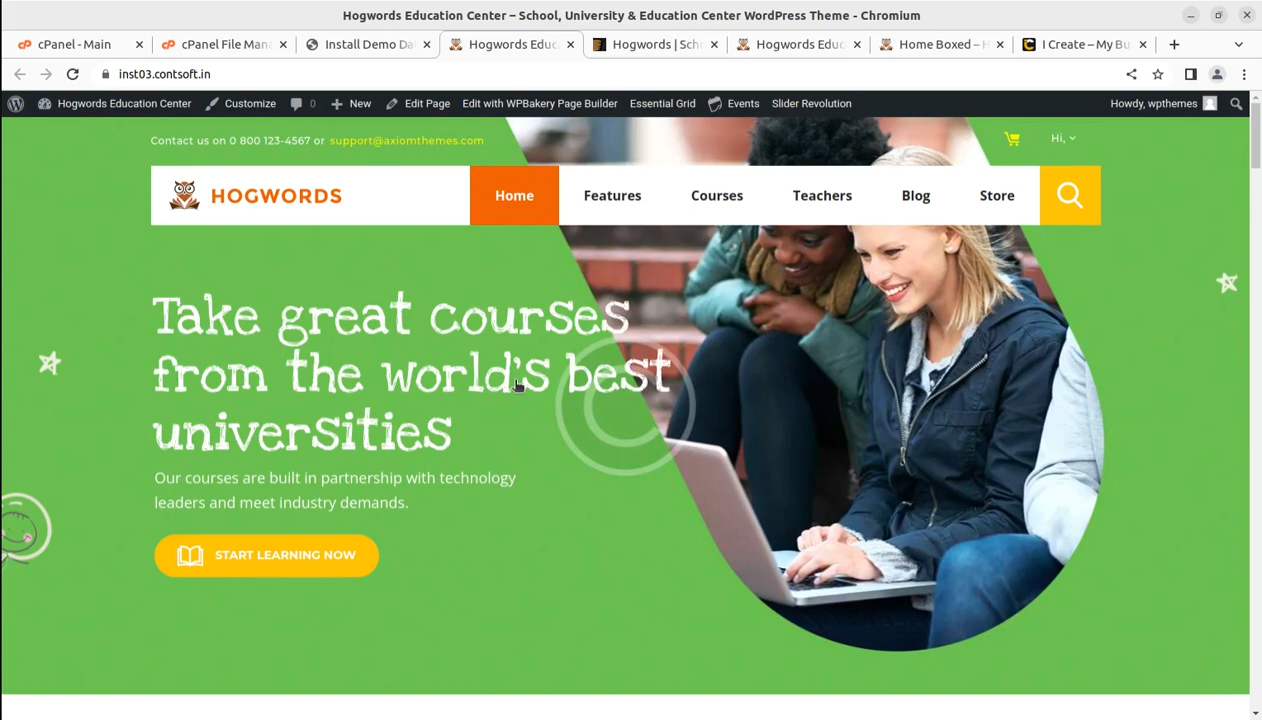 Hogwords Education Center – School, University & Education Center WordPress Theme - Chromium
cPanel - Main
cPanel File Man
Install Demo Da
Hogwords Educ
Hogwords | Sch
Hogwords Educ
Home Boxed – H
I Create – My Bu
inst03.contsoft.in
Hogwords Education Center
Customize
0
New
Edit Page
Edit with WPBakery Page Builder
Essential Grid
Events
Slider Revolution
Howdy, wpthemes
Contact us on 0 800 123-4567 or support@axiomthemes.com
Hi,
HOGWORDS
Home
Features
Courses
Teachers
Blog
Store
Take great courses
from the world's best
universities
Our courses are built in partnership with technology
leaders and meet industry demands.
START LEARNING NOW